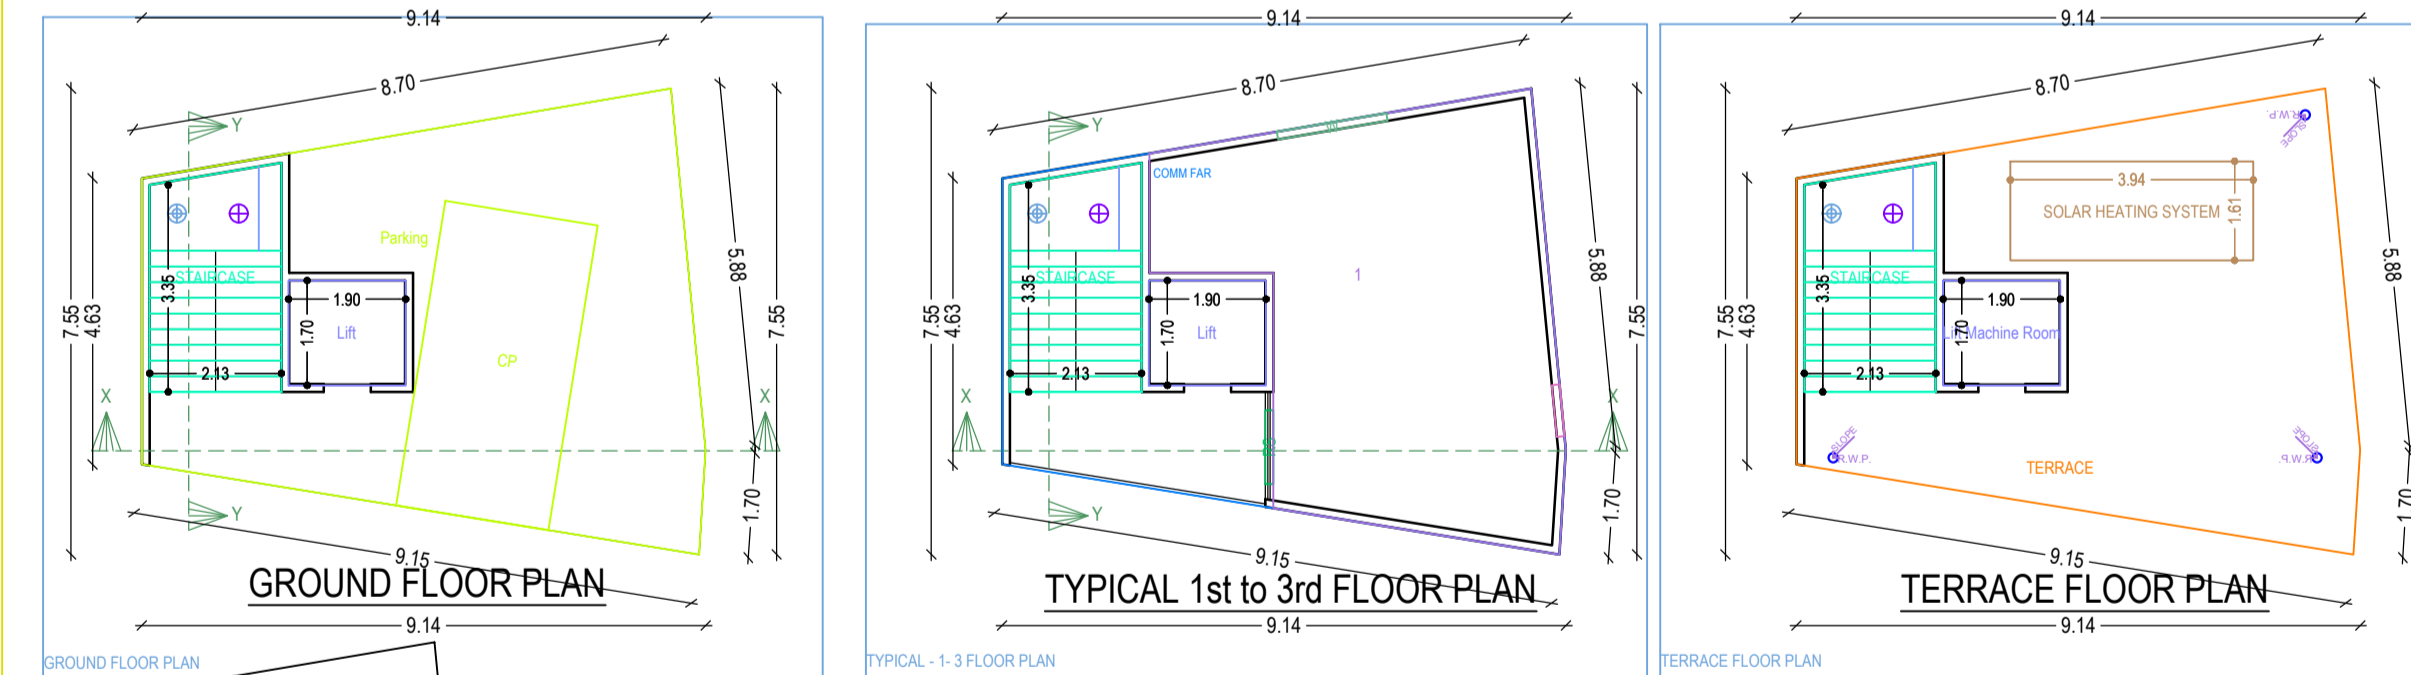 9.14
8.70
Y
Parking
STAIRCASE
3.35
1.90
1.70
Lift
2.13
CP
7.55
4.63
5.88
7.55
X
X
Y
1.70
9.15
GROUND FLOOR PLAN
9.14
GROUND FLOOR PLAN
9.14
8.70
Y
COMM FAR
STAIRCASE
3.35
1.90
1.70
Lift
2.13
1
7.55
4.63
5.88
7.55
X
X
Y
1.70
9.15
TYPICAL 1st to 3rd FLOOR PLAN
9.14
TYPICAL - 1- 3 FLOOR PLAN
9.14
8.70
R.W.P.
SLOPE
3.94
SOLAR HEATING SYSTEM
1.61
STAIRCASE
3.35
1.90
1.70
Lift Machine Room
2.13
7.55
4.63
5.88
SLOPE
R.W.P.
TERRACE
SLOPE
R.W.P.
1.70
9.15
TERRACE FLOOR PLAN
9.14
TERRACE FLOOR PLAN